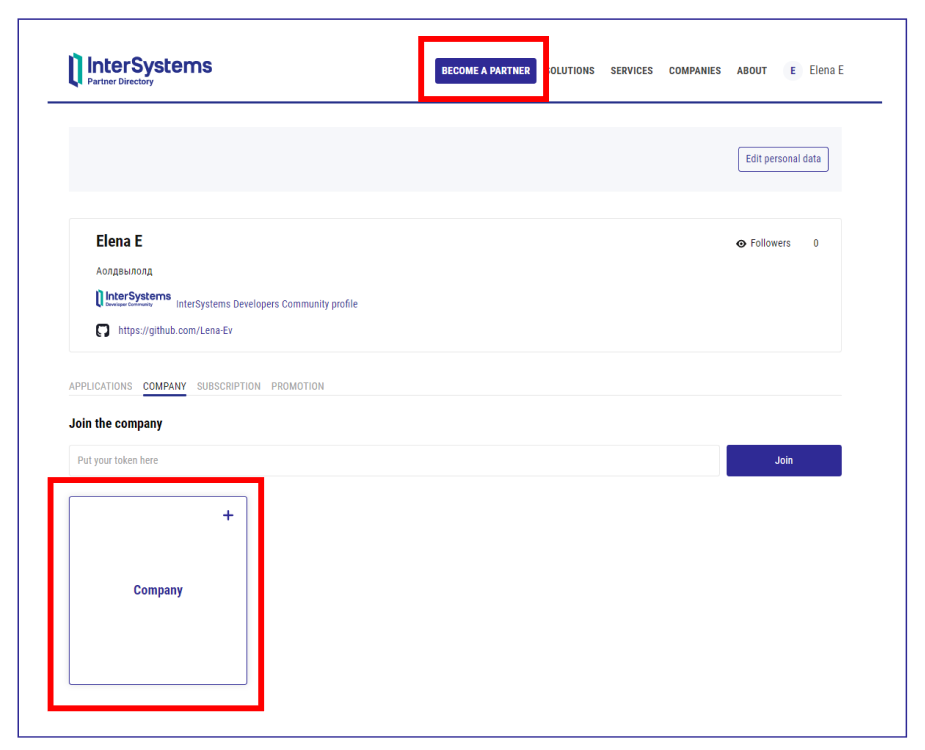 InterSystems
Partner Directory
BECOME A PARTNER
OLUTIONS
SERVICES
COMPANIES
ABOUT
E
Elena E
Edit personal data
Elena E
Followers 0
Аолдвылолд
InterSystems
Developer Community
InterSystems Developers Community profile
https://github.com/Lena-Ev
APPLICATIONS COMPANY SUBSCRIPTION PROMOTION
Join the company
Put your token here
Join
+
Company